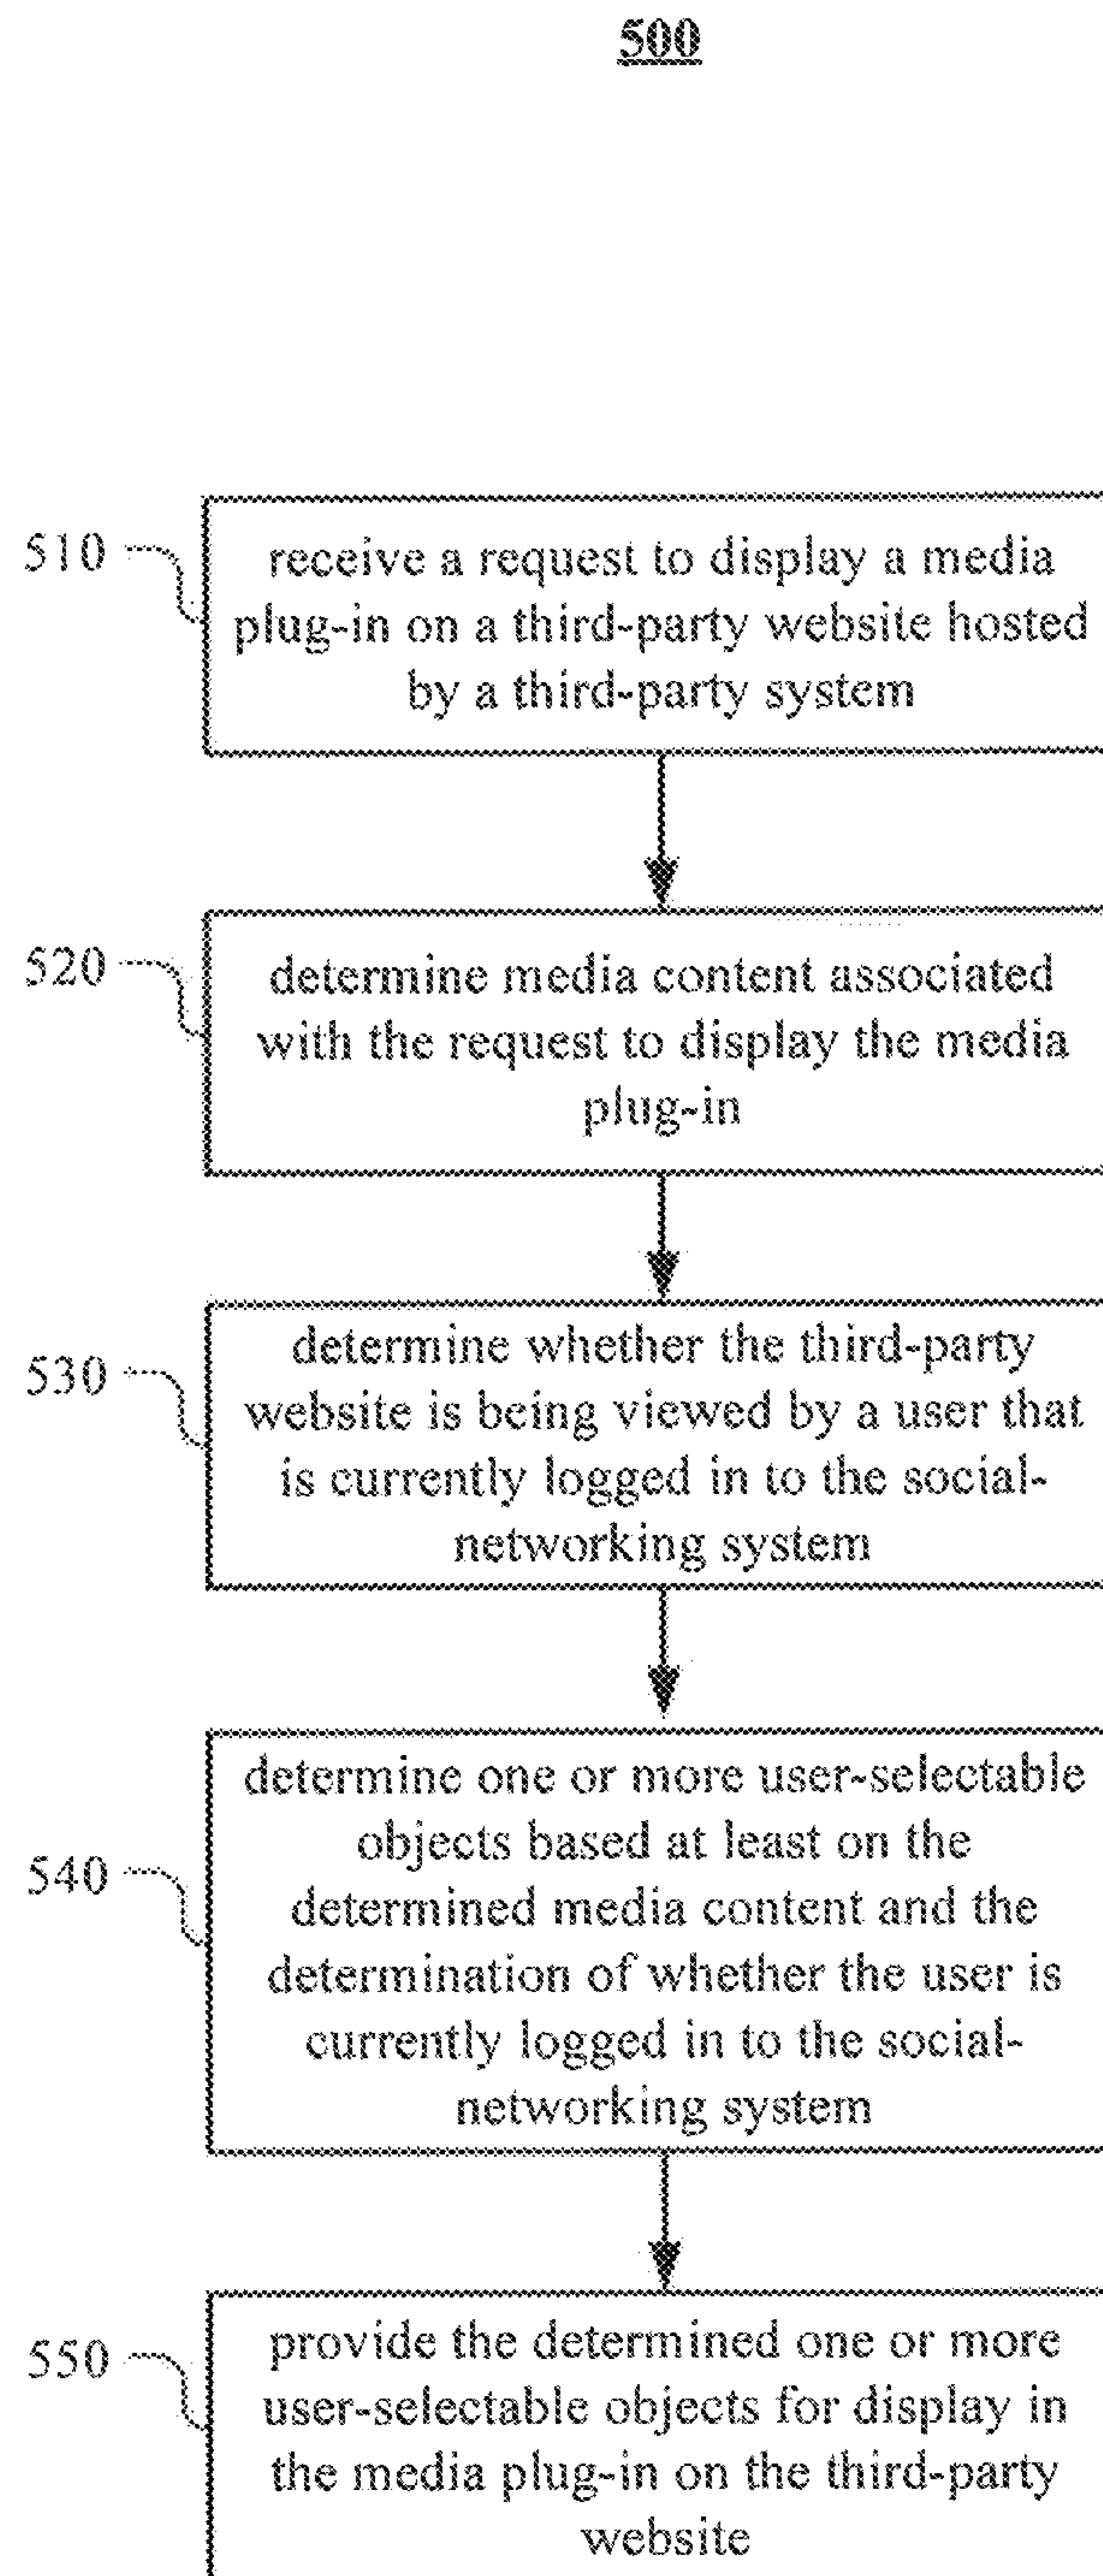 500
510
receive a request to display a media
plug-in on a third-party website hosted
by a third-party system
520
determine media content associated
with the request to display the media
plug-in
530
determine whether the third-party
website is being viewed by a user that
is currently logged in to the social-
networking system
540
determine one or more user-selectable
objects based at least on the
determined media content and the
determination of whether the user is
currently logged in to the social-
networking system
550
provide the determined one or more
user-selectable objects for display in
the media plug-in on the third-party
website